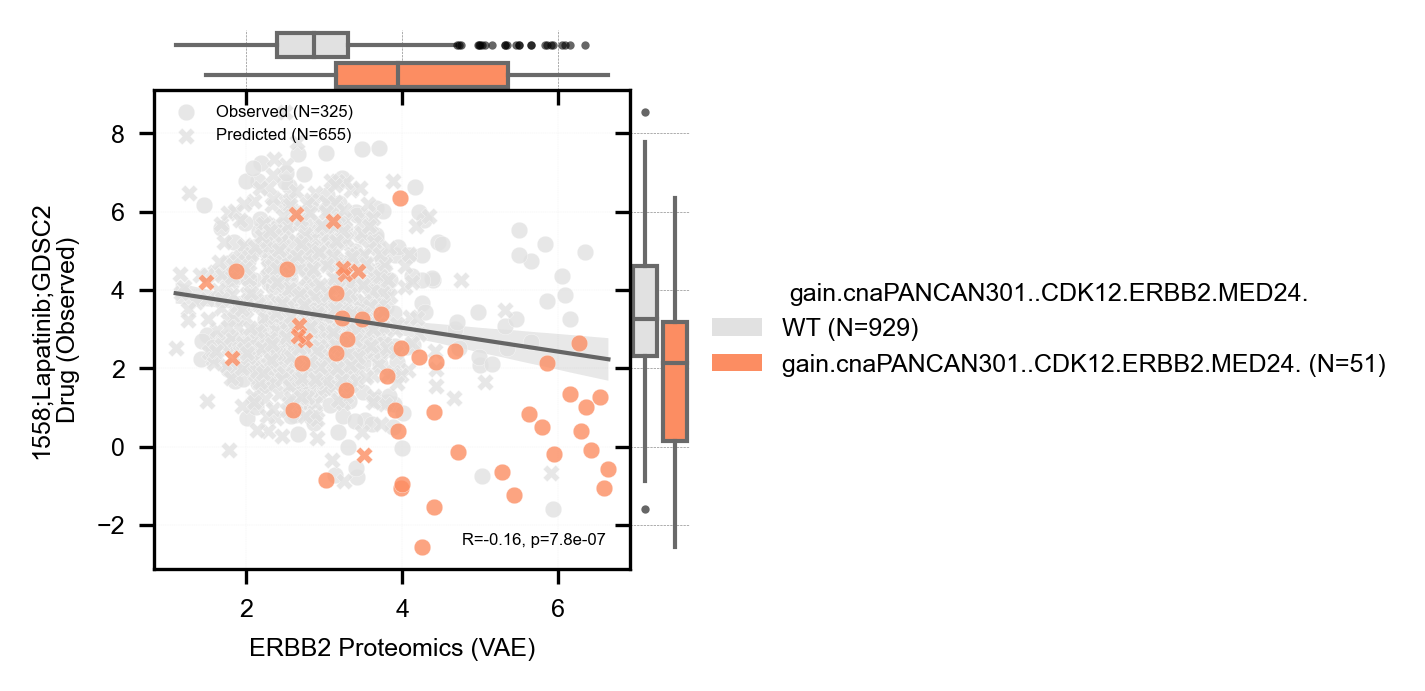 Observed (N=325)
Predicted (N=655)
8
6
4
2
0
−2
1558;Lapatinib;GDSC2
Drug (Observed)
R=-0.16, p=7.8e-07
2
4
6
ERBB2 Proteomics (VAE)
gain.cnaPANCAN301..CDK12.ERBB2.MED24.
WT (N=929)
gain.cnaPANCAN301..CDK12.ERBB2.MED24. (N=51)